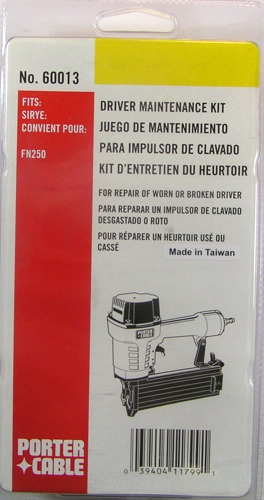 No. 60013
FITS:
SIRVE:
CONVIENT POUR:
FN250
DRIVER MAINTENANCE KIT
JUEGO DE MANTENIMIENTO
PARA IMPULSOR DE CLAVADO
KIT D'ENTRETIEN DU HEURTOIR
FOR REPAIR OF WORN OR BROKEN DRIVER
PARA REPARAR UN IMPULSOR DE CLAVADO
DESGASTADO O ROTO
POUR RÉPARER UN HEURTOIR USÉ OU
CASSÉ
Made in Taiwan
PORTER
CABLE
0 39404 11799 1